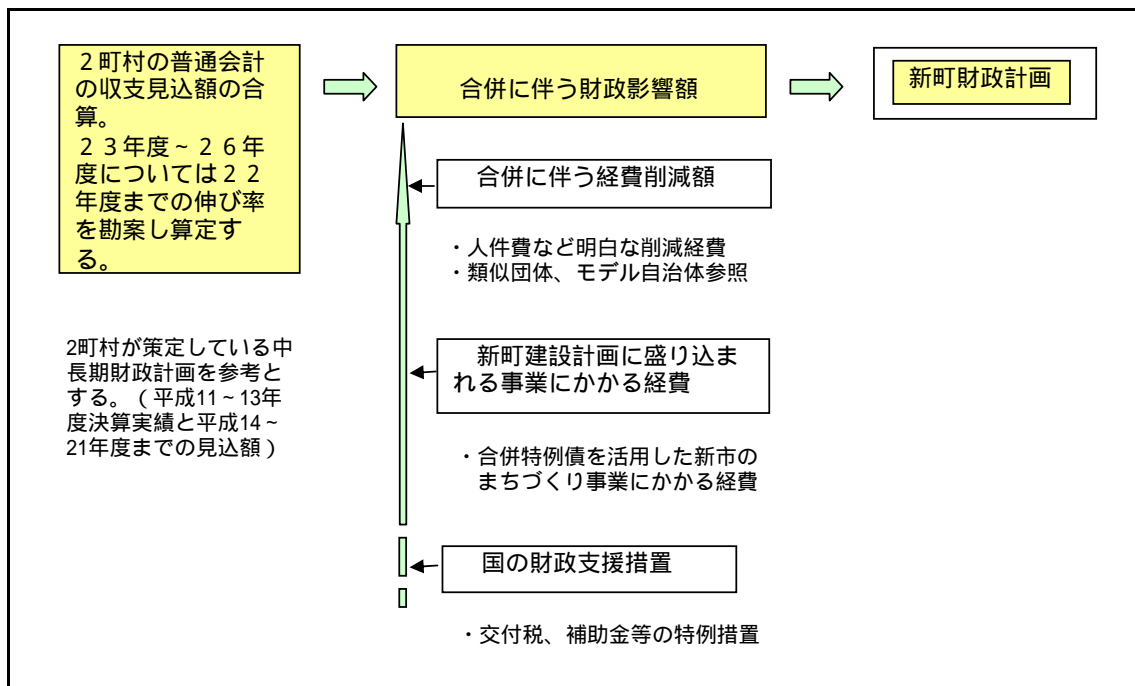 ２町村の普通会計
の収支見込額の合
算。
２３年度～２６年
度については２２
年度までの伸び率
を勘案し算定す
る。
合併に伴う財政影響額
新町財政計画
合併に伴う経費削減額
・人件費など明白な削減経費
・類似団体、モデル自治体参照
2町村が策定している中
長期財政計画を参考と
する。（平成11～13年
度決算実績と平成14～
21年度までの見込額）
新町建設計画に盛り込ま
れる事業にかかる経費
・合併特例債を活用した新市の
まちづくり事業にかかる経費
国の財政支援措置
・交付税、補助金等の特例措置